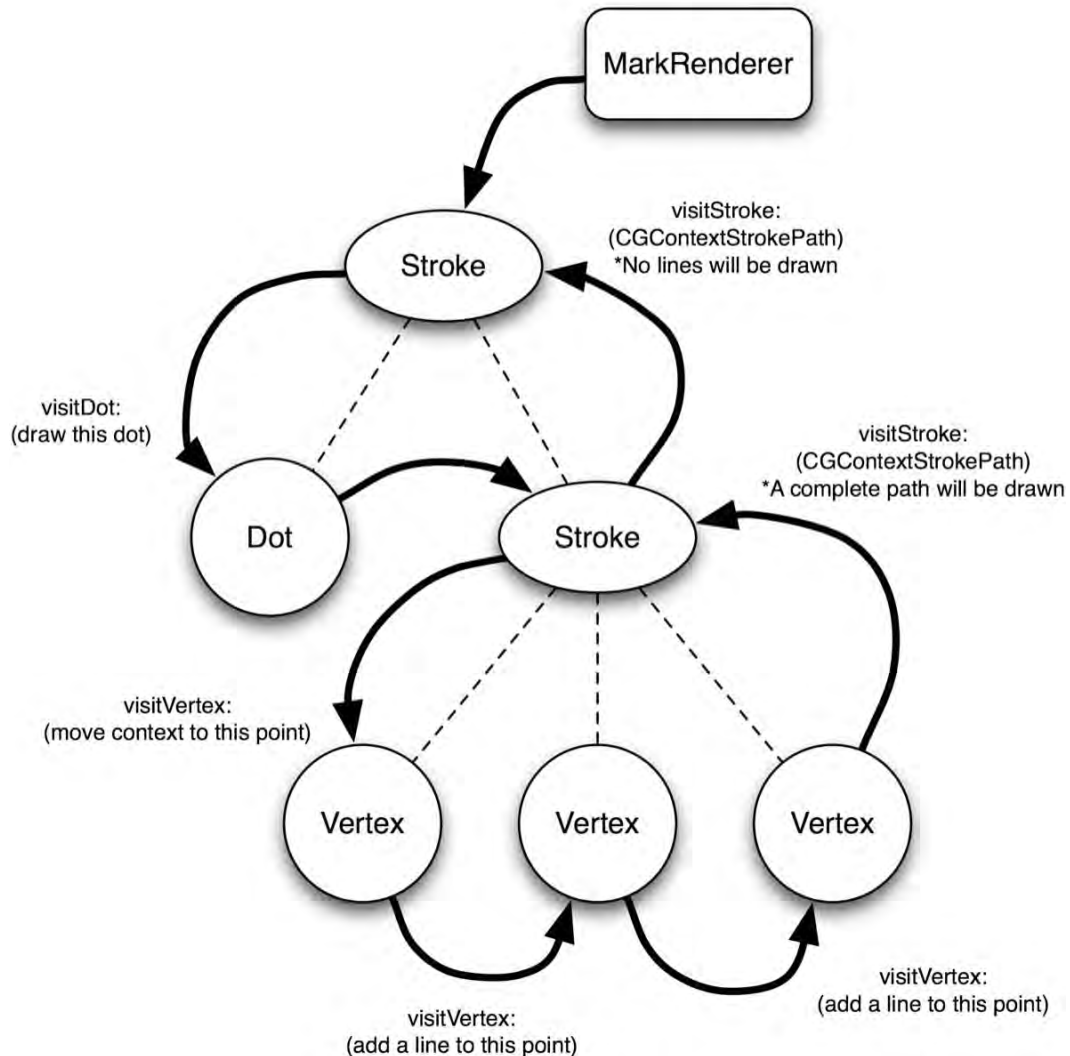 MarkRenderer
visitStroke:
(CGContextStrokePath)
*No lines will be drawn
Stroke
visitDot:
(draw this dot)
visitStroke:
(CGContextStrokePath)
*A complete path will be drawn
Dot
Stroke
visitVertex:
(move context to this point)
Vertex
Vertex
Vertex
visitVertex:
(add a line to this point)
visitVertex:
(add a line to this point)